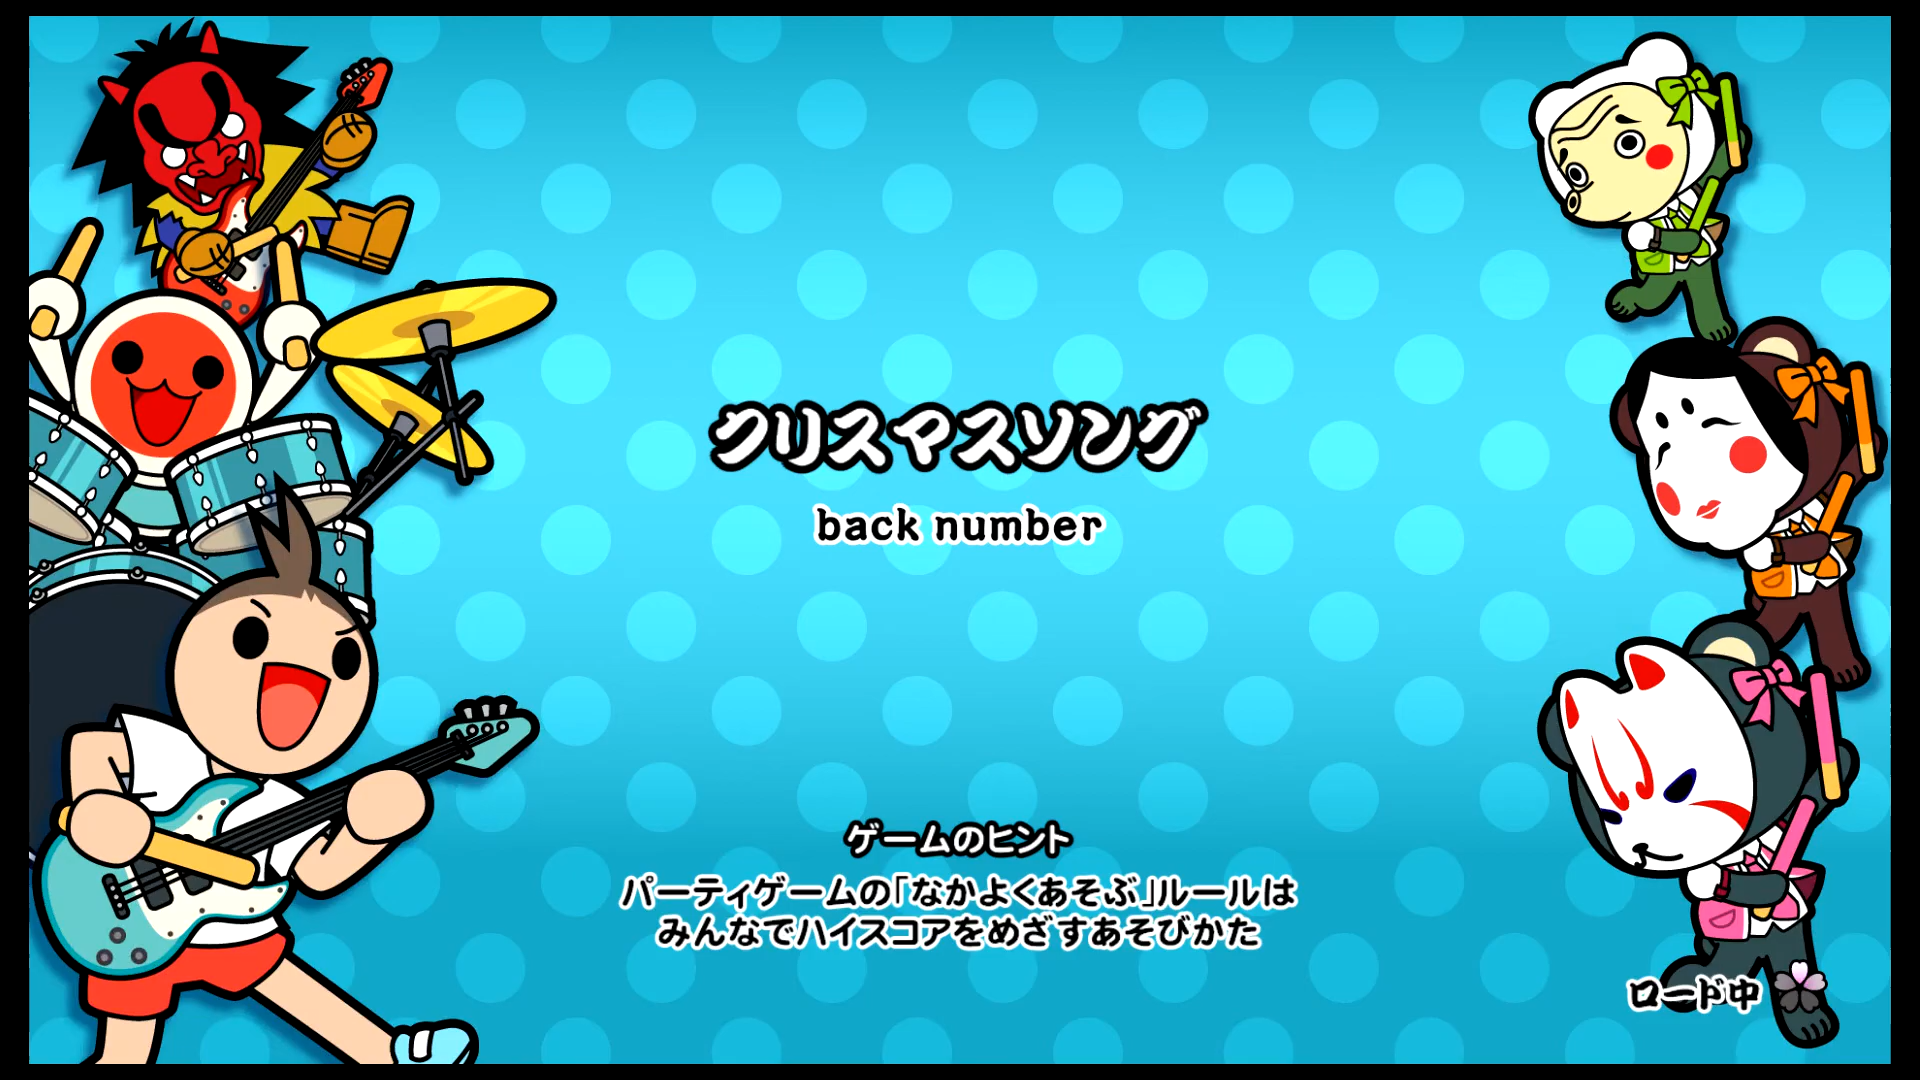 クリスマスソング
back number
ゲームのヒント
パーティゲームの「なかよくあそぶ」ルールは
みんなでハイスコアをめざすあそびかた
ロード中